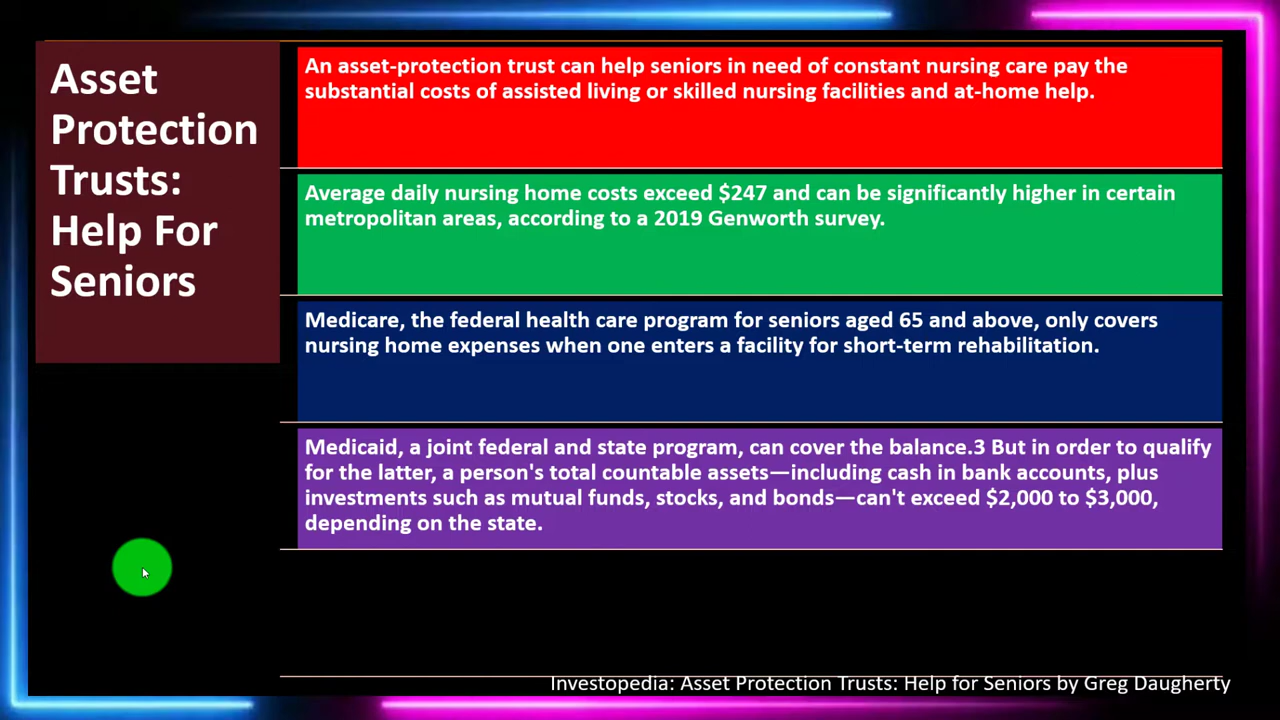 Asset
Protection
Trusts:
Help For
Seniors
An asset-protection trust can help seniors in need of constant nursing care pay the
substantial costs of assisted living or skilled nursing facilities and at-home help.
Average daily nursing home costs exceed $247 and can be significantly higher in certain
metropolitan areas, according to a 2019 Genworth survey.
Medicare, the federal health care program for seniors aged 65 and above, only covers
nursing home expenses when one enters a facility for short-term rehabilitation.
Medicaid, a joint federal and state program, can cover the balance.3 But in order to qualify
for the latter, a person's total countable assets—including cash in bank accounts, plus
investments such as mutual funds, stocks, and bonds—can't exceed $2,000 to $3,000,
depending on the state.
Investopedia: Asset Protection Trusts: Help for Seniors by Greg Daugherty